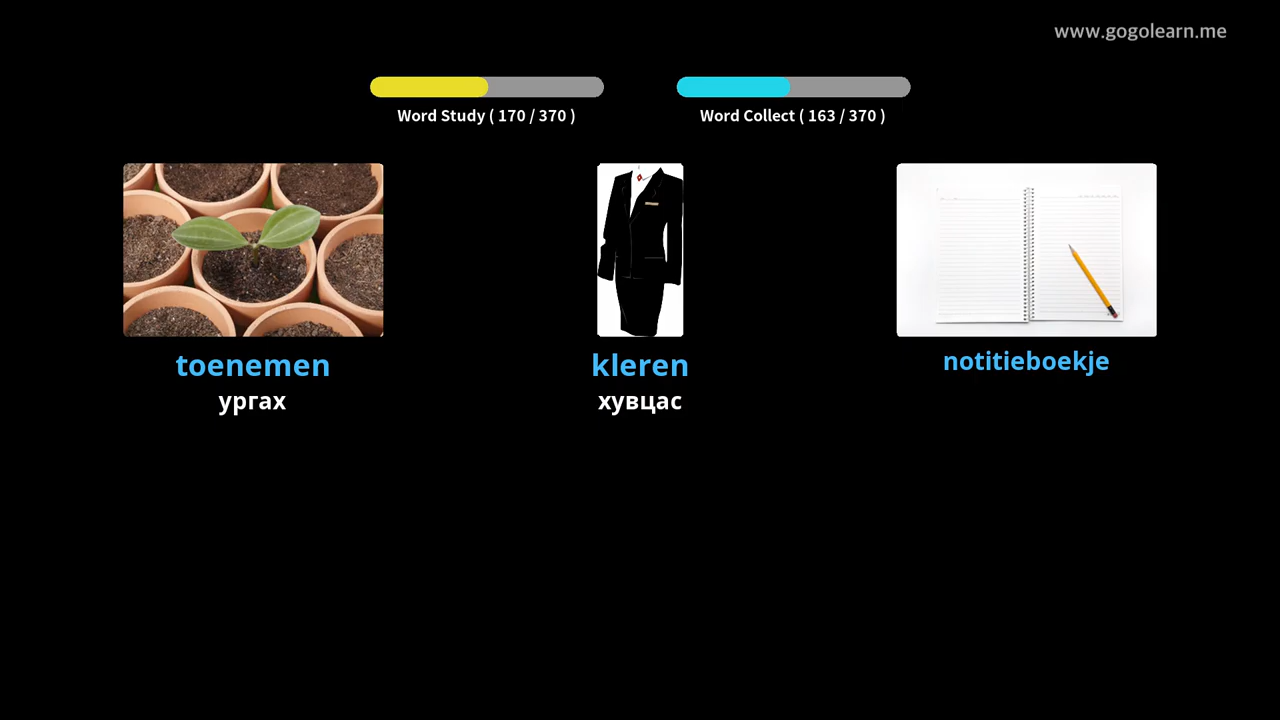 www.gogolearn.me
Word Study ( 170 / 370 )
Word Collect ( 163 / 370 )
toenemen
ургах
kleren
хувцас
notitieboekje